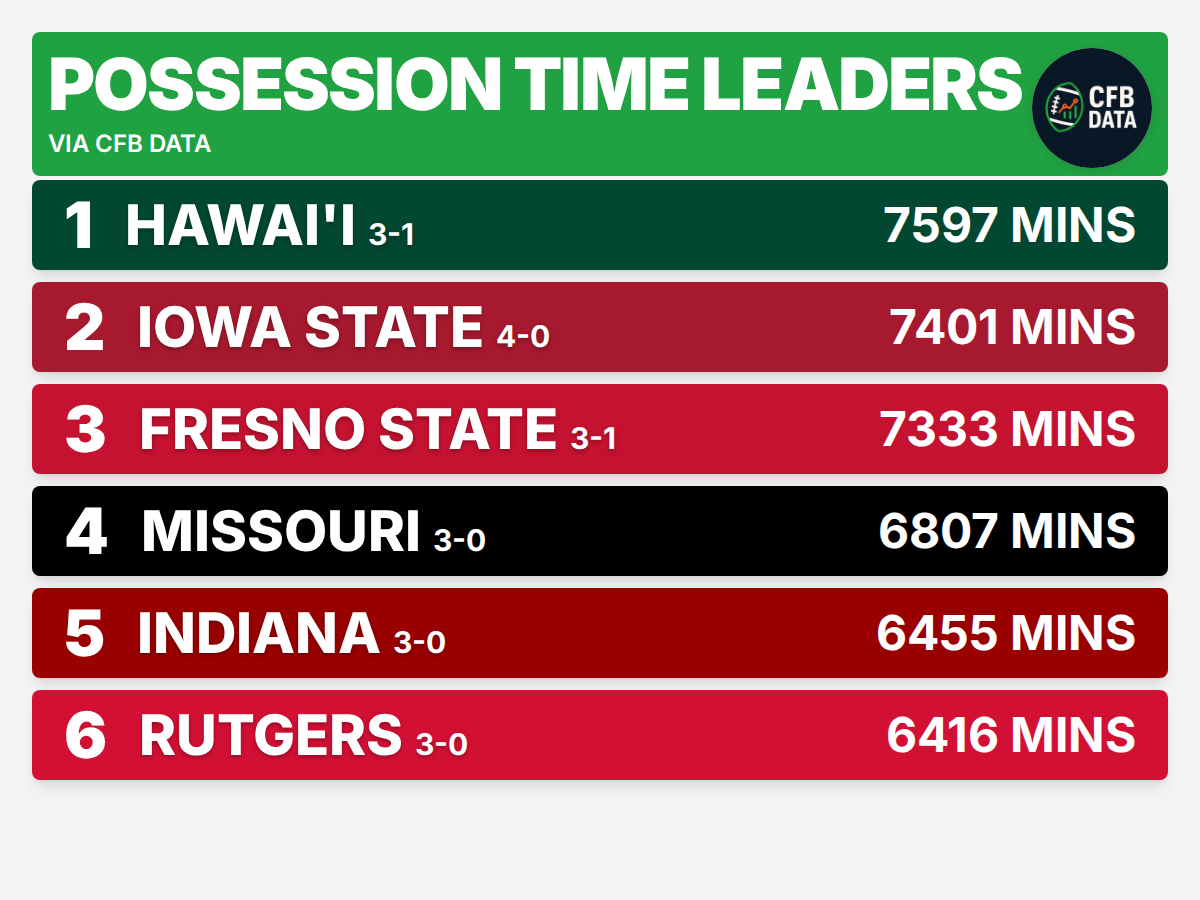 POSSESSION TIME LEADERS
VIA CFB DATA
CFB
DATA
1 HAWAI'I 3-1 7597 MINS
2 IOWA STATE 4-0 7401 MINS
3 FRESNO STATE 3-1 7333 MINS
4 MISSOURI 3-0 6807 MINS
5 INDIANA 3-0 6455 MINS
6 RUTGERS 3-0 6416 MINS